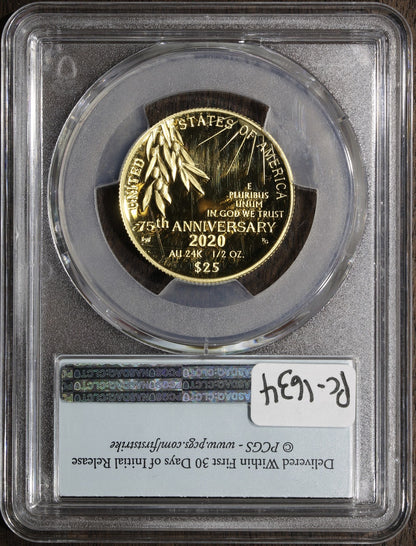 UNITED STATES OF AMERICA
E
PLURIBUS
UNUM
IN GOD WE TRUST
75th ANNIVERSARY
2020
AU 24K 1/2 OZ.
$25
PC-1634
Delivered Within First 30 Days of Initial Release
© PCGS - www.pcgs.com/firststrike